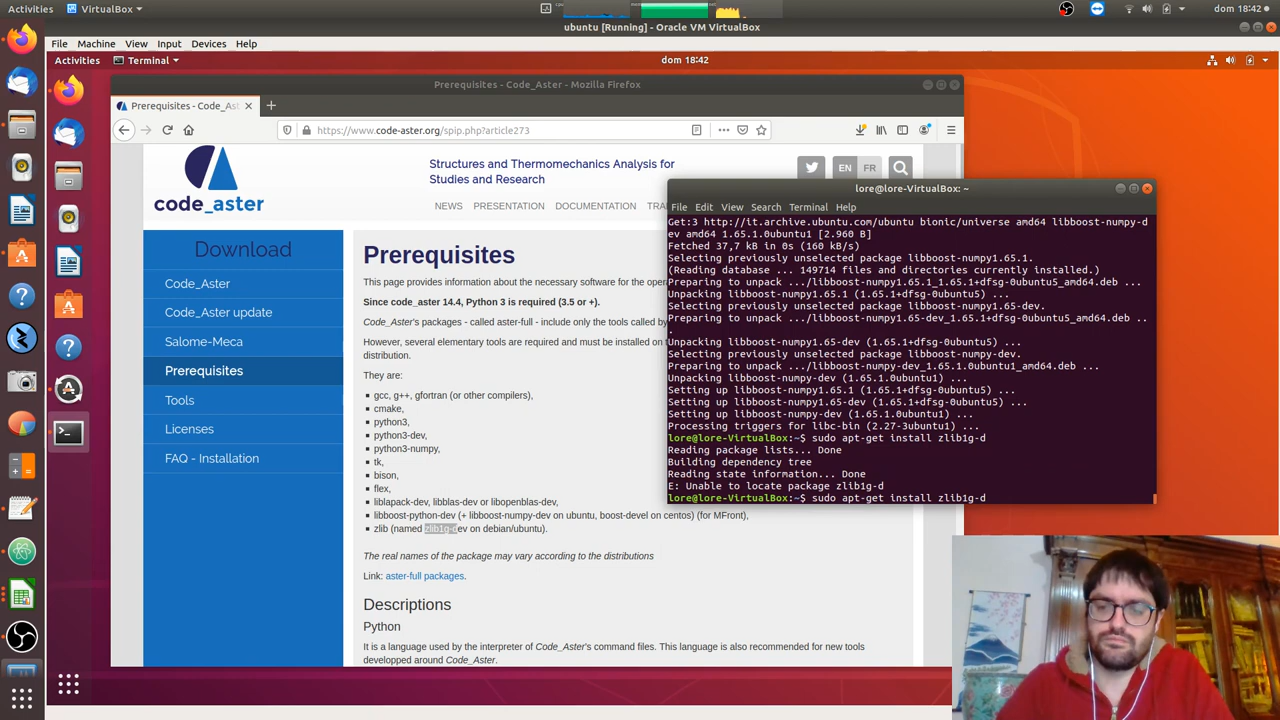 Activities
VirtualBox
dom 18:42
ubuntu [Running] - Oracle VM VirtualBox
File Machine View Input Devices Help
Activities
Terminal
dom 18:42
Prerequisites - Code_Aster - Mozilla Firefox
Prerequisites - Code_Ast
https://www.code-aster.org/spip.php?article273
code_aster
Structures and Thermomechanics Analysis for
Studies and Research
EN FR
NEWS PRESENTATION DOCUMENTATION TRA
Download
Code_Aster
Code_Aster update
Salome-Meca
Prerequisites
Tools
Licenses
FAQ - Installation
Prerequisites
This page provides information about the necessary software for the ope
Since code_aster 14.4, Python 3 is required (3.5 or +).
Code_Aster's packages - called aster-full - include only the tools called by
However, several elementary tools are required and must be installed on
distribution.
They are:
gcc, g++, gfortran (or other compilers),
cmake,
python3,
python3-dev,
python3-numpy,
tk,
bison,
flex,
liblapack-dev, libblas-dev or libopenblas-dev,
libboost-python-dev (+ libboost-numpy-dev on ubuntu, boost-devel on centos) (for MFront),
zlib (named zlib1g-dev on debian/ubuntu).
The real names of the package may vary according to the distributions
Link: aster-full packages.
Descriptions
Python
It is a language used by the interpreter of Code_Aster's command files. This language is also recommended for new tools
developped around Code_Aster.
lore@lore-VirtualBox: ~
File Edit View Search Terminal Help
Get:3 http://it.archive.ubuntu.com/ubuntu bionic/universe amd64 libboost-numpy-d
ev amd64 1.65.1.0ubuntu1 [2.960 B]
Fetched 37,7 kB in 0s (160 kB/s)
Selecting previously unselected package libboost-numpy1.65.1.
(Reading database ... 149714 files and directories currently installed.)
Preparing to unpack .../libboost-numpy1.65.1_1.65.1+dfsg-0ubuntu5_amd64.deb ...
Unpacking libboost-numpy1.65.1 (1.65.1+dfsg-0ubuntu5) ...
Selecting previously unselected package libboost-numpy1.65-dev.
Preparing to unpack .../libboost-numpy1.65-dev_1.65.1+dfsg-0ubuntu5_amd64.deb ..
.
Unpacking libboost-numpy1.65-dev (1.65.1+dfsg-0ubuntu5) ...
Selecting previously unselected package libboost-numpy-dev.
Preparing to unpack .../libboost-numpy-dev_1.65.1.0ubuntu1_amd64.deb ...
Unpacking libboost-numpy-dev (1.65.1.0ubuntu1) ...
Setting up libboost-numpy1.65.1 (1.65.1+dfsg-0ubuntu5) ...
Setting up libboost-numpy1.65-dev (1.65.1+dfsg-0ubuntu5) ...
Setting up libboost-numpy-dev (1.65.1.0ubuntu1) ...
Processing triggers for libc-bin (2.27-3ubuntu1) ...
lore@lore-VirtualBox:~$ sudo apt-get install zlib1g-d
Reading package lists... Done
Building dependency tree
Reading state information... Done
E: Unable to locate package zlib1g-d
lore@lore-VirtualBox:~$ sudo apt-get install zlib1g-d